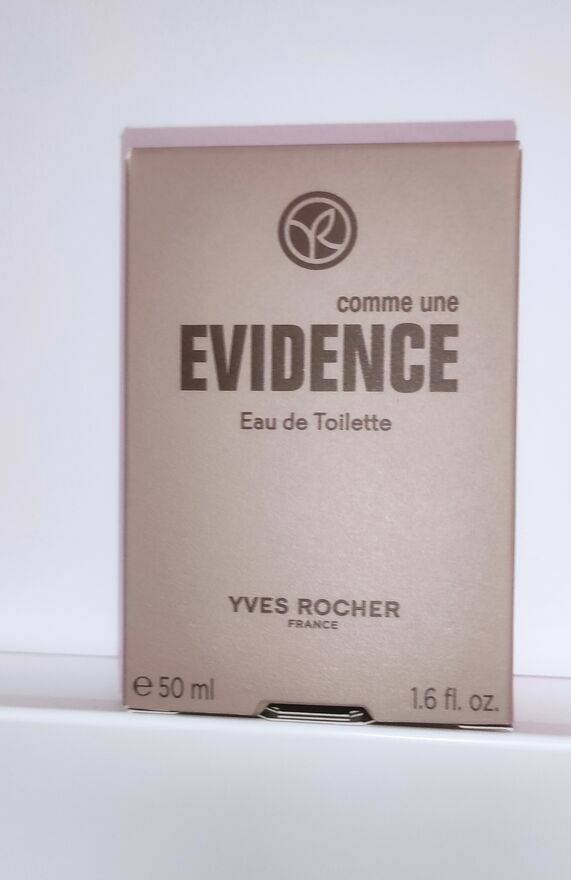 comme une
EVIDENCE
Eau de Toilette
YVES ROCHER
FRANCE
℮ 50 ml
1.6 fl. oz.